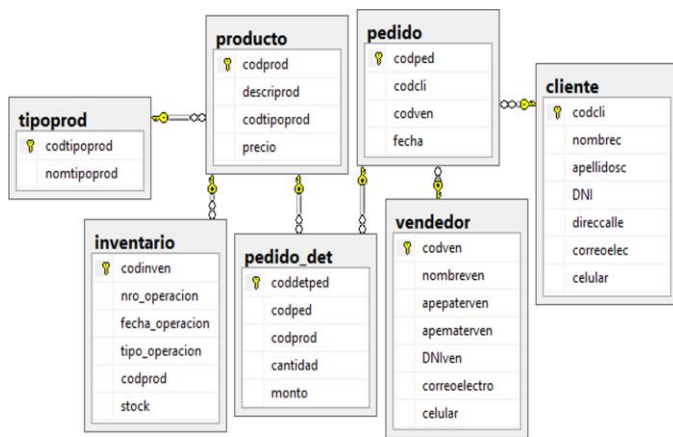 producto
codprod
descriprod
codtipoprod
precio
pedido
codped
codcli
codven
fecha
cliente
codcli
nombrec
apellidosc
DNI
direccalle
correoelec
celular
tipoprod
codtipoprod
nomtipoprod
inventario
codinven
nro_operacion
fecha_operacion
tipo_operacion
codprod
stock
pedido_det
coddetped
codped
codprod
cantidad
monto
vendedor
codven
nombreven
apepaterven
apematerven
DNIven
correoelectro
celular